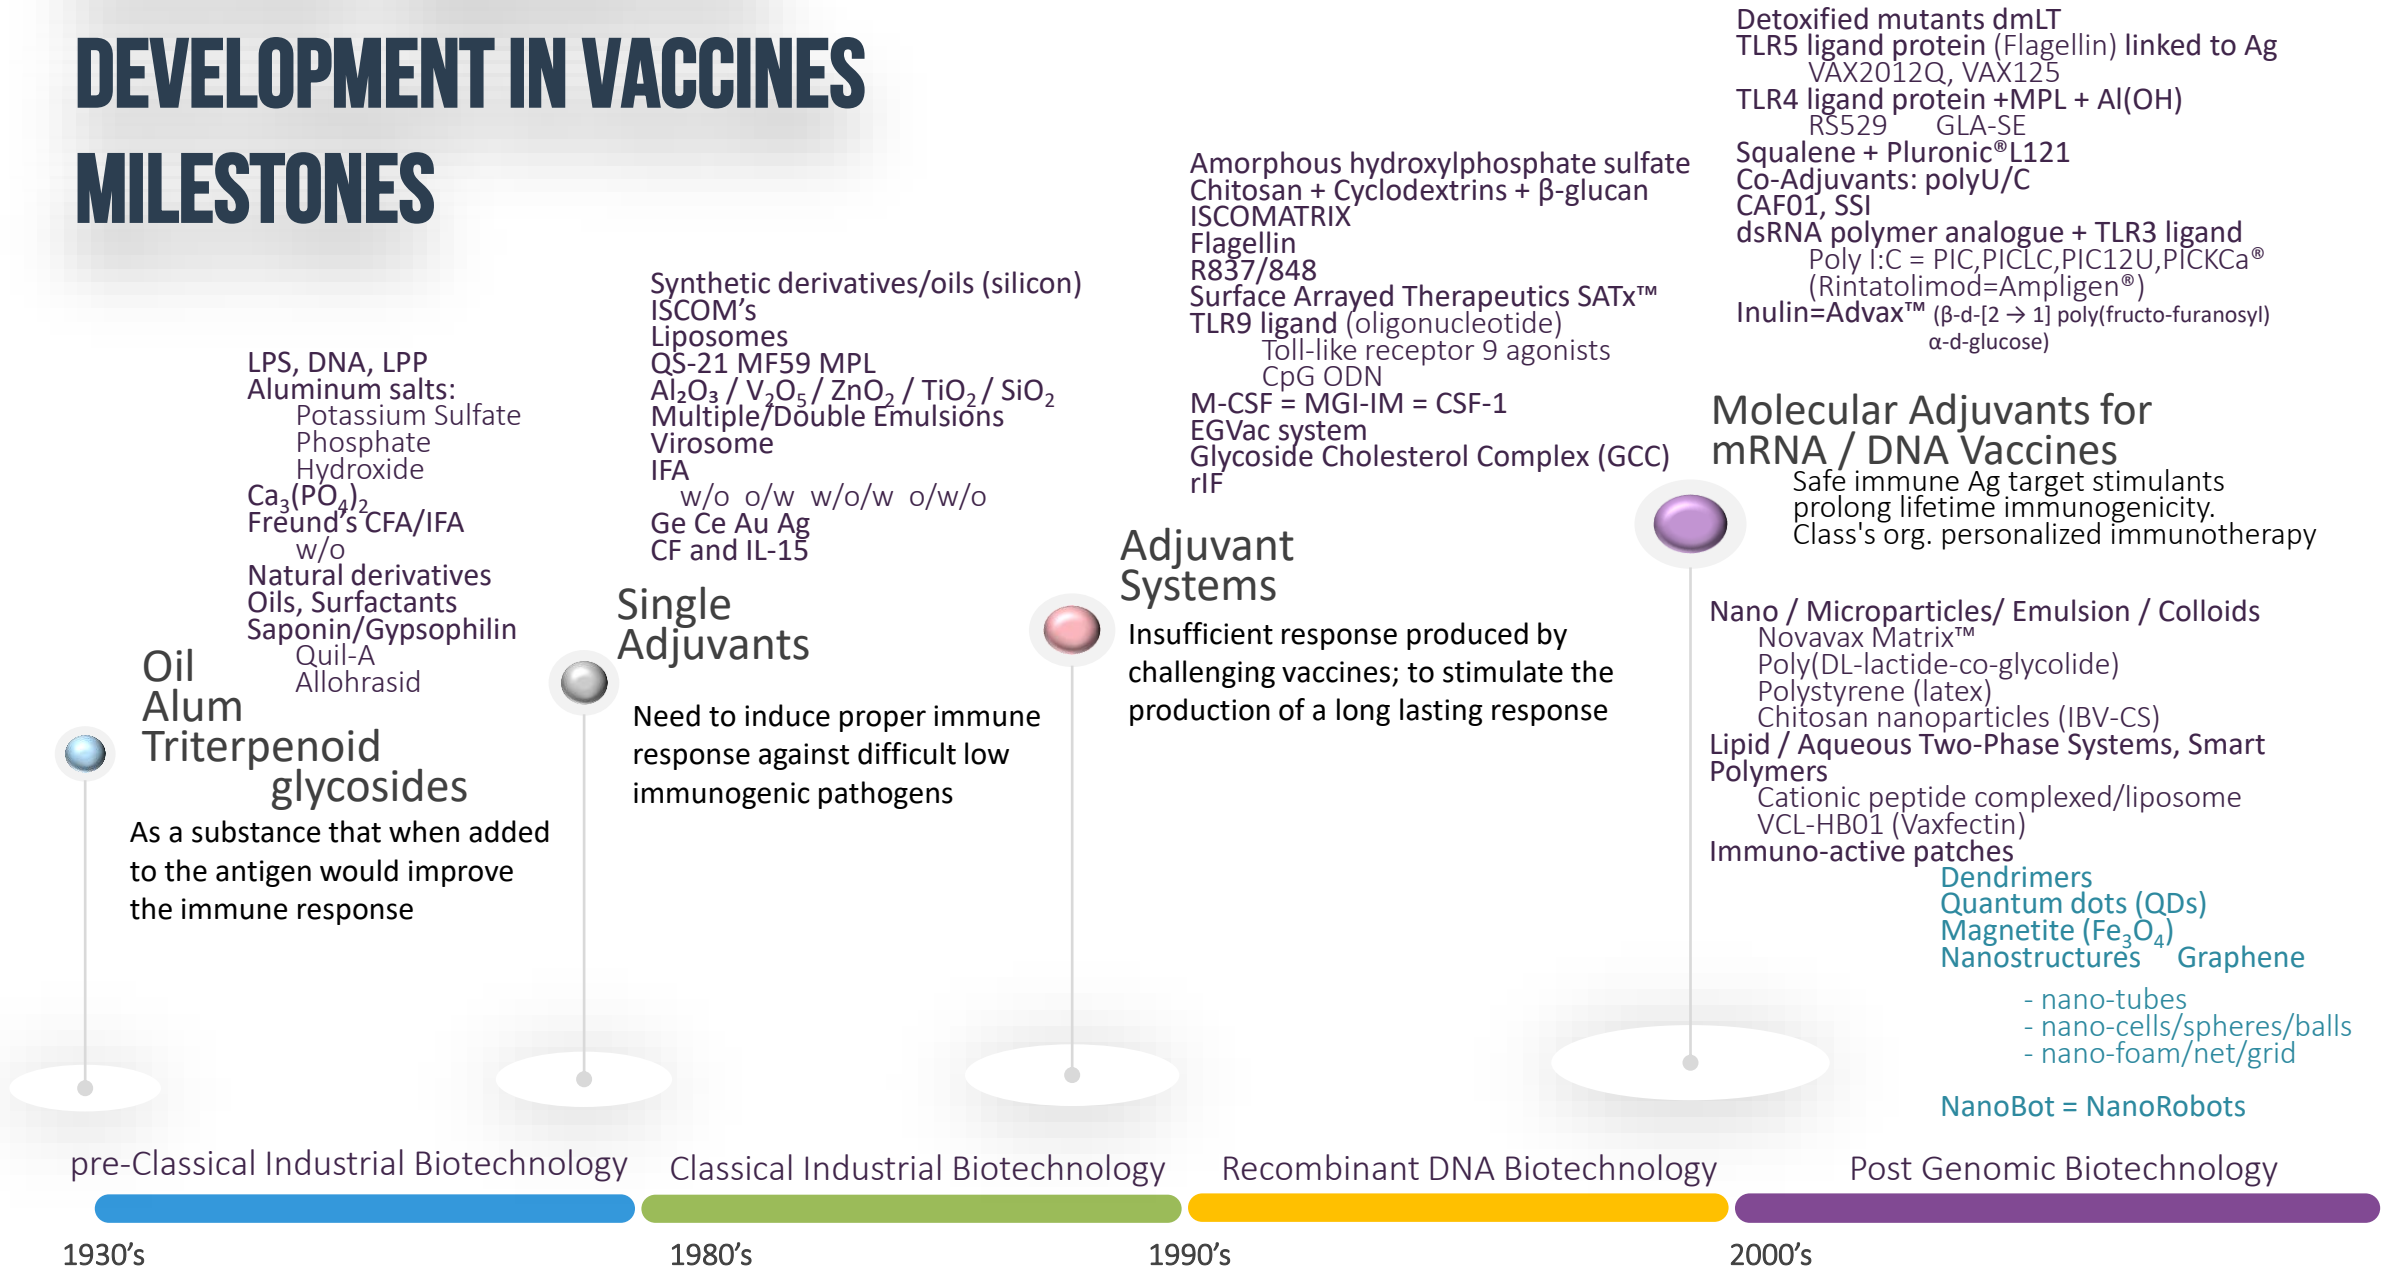 DEVELOPMENT IN VACCINES
MILESTONES
LPS, DNA, LPP
Aluminum salts:
Potassium Sulfate
Phosphate
Hydroxide
Ca₃(PO₄)₂
Freund's CFA/IFA
w/o
Natural derivatives
Oils, Surfactants
Saponin/Gypsophilin
Quil-A
Allohrasid
Oil
Alum
Triterpenoid
glycosides
As a substance that when added
to the antigen would improve
the immune response
Synthetic derivatives/oils (silicon)
ISCOM's
Liposomes
QS-21 MF59 MPL
Al₂O₃ / V₂O₅ / ZnO₂ / TiO₂ / SiO₂
Multiple/Double Emulsions
Virosome
IFA
w/o o/w w/o/w o/w/o
Ge Ce Au Ag
CF and IL-15
Single
Adjuvants
Need to induce proper immune
response against difficult low
immunogenic pathogens
Amorphous hydroxylphosphate sulfate
Chitosan + Cyclodextrins + β-glucan
ISCOMATRIX
Flagellin
R837/848
Surface Arrayed Therapeutics SATx™
TLR9 ligand (oligonucleotide)
Toll-like receptor 9 agonists
CpG ODN
M-CSF = MGI-IM = CSF-1
EGVac system
Glycoside Cholesterol Complex (GCC)
rIF
Adjuvant
Systems
Insufficient response produced by
challenging vaccines; to stimulate the
production of a long lasting response
Detoxified mutants dmLT
TLR5 ligand protein (Flagellin) linked to Ag
VAX2012Q, VAX125
TLR4 ligand protein +MPL + Al(OH)
RS529 GLA-SE
Squalene + Pluronic®L121
Co-Adjuvants: polyU/C
CAF01, SSI
dsRNA polymer analogue + TLR3 ligand
Poly I:C = PIC,PICLC,PIC12U,PICKCa®
(Rintatolimod=Ampligen®)
Inulin=Advax™ (β-d-[2 → 1] poly(fructo-furanosyl)
α-d-glucose)
Molecular Adjuvants for
mRNA / DNA Vaccines
Safe immune Ag target stimulants
prolong lifetime immunogenicity.
Class's org. personalized immunotherapy
Nano / Microparticles/ Emulsion / Colloids
Novavax Matrix™
Poly(DL-lactide-co-glycolide)
Polystyrene (latex)
Chitosan nanoparticles (IBV-CS)
Lipid / Aqueous Two-Phase Systems, Smart
Polymers
Cationic peptide complexed/liposome
VCL-HB01 (Vaxfectin)
Immuno-active patches
Dendrimers
Quantum dots (QDs)
Magnetite (Fe₃O₄)
Nanostructures Graphene
- nano-tubes
- nano-cells/spheres/balls
- nano-foam/net/grid
NanoBot = NanoRobots
pre-Classical Industrial Biotechnology
Classical Industrial Biotechnology
Recombinant DNA Biotechnology
Post Genomic Biotechnology
1930's
1980's
1990's
2000's